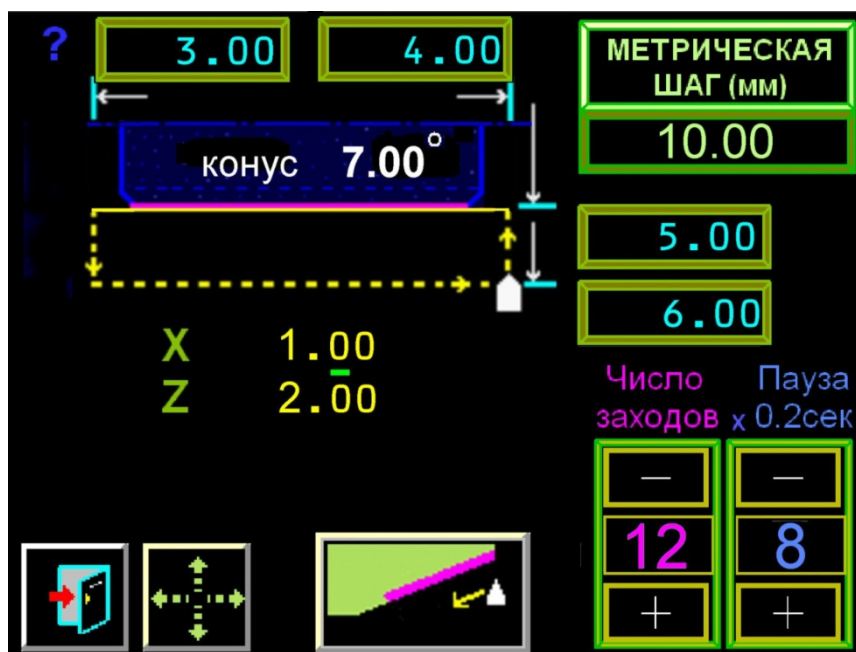 ?
3.00
4.00
МЕТРИЧЕСКАЯ
ШАГ (мм)
10.00
конус 7.00°
5.00
6.00
X 1.00
Z 2.00
Число
заходов
Пауза
х 0.2сек
–
–
12
8
+
+